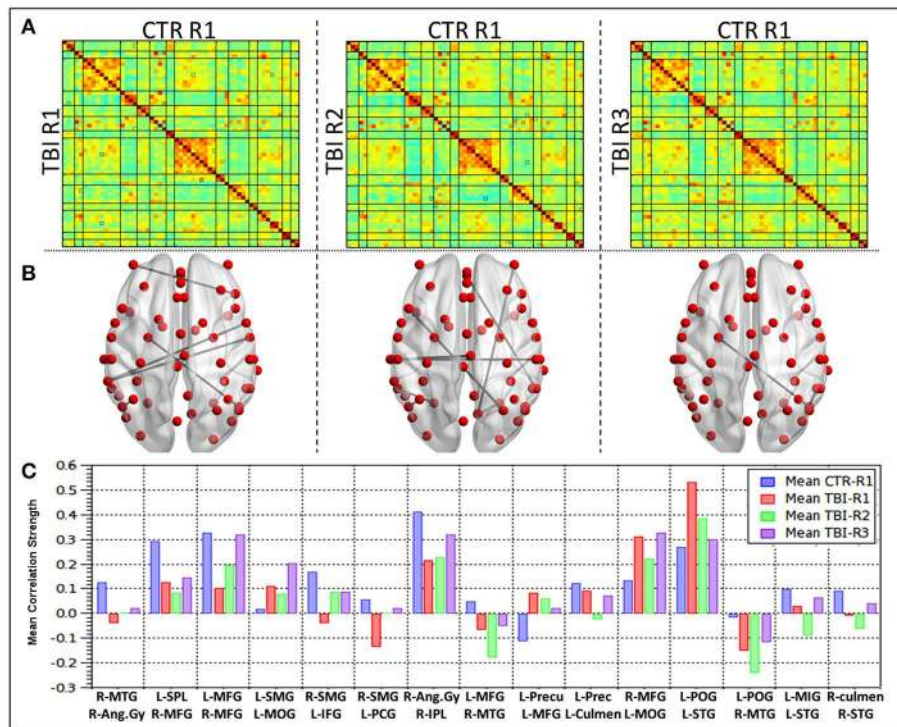 A
CTR R1
CTR R1
CTR R1
TBI R1
TBI R2
TBI R3
B
C
Mean Correlation Strength
0.6
0.5
0.4
0.3
0.2
0.1
0.0
-0.1
-0.2
-0.3
Mean CTR-R1
Mean TBI-R1
Mean TBI-R2
Mean TBI-R3
R-MTG L-SPL L-MFG L-SMG R-SMG R-SMG R-Ang.Gy L-MFG L-Precu L-Prec R-MFG L-POG L-POG L-MIG R-culmen
R-Ang.Gy R-MFG R-MFG L-MOG L-IFG L-PCG R-IPL R-MTG L-MFG L-Culmen L-MOG L-STG R-MTG L-STG R-STG